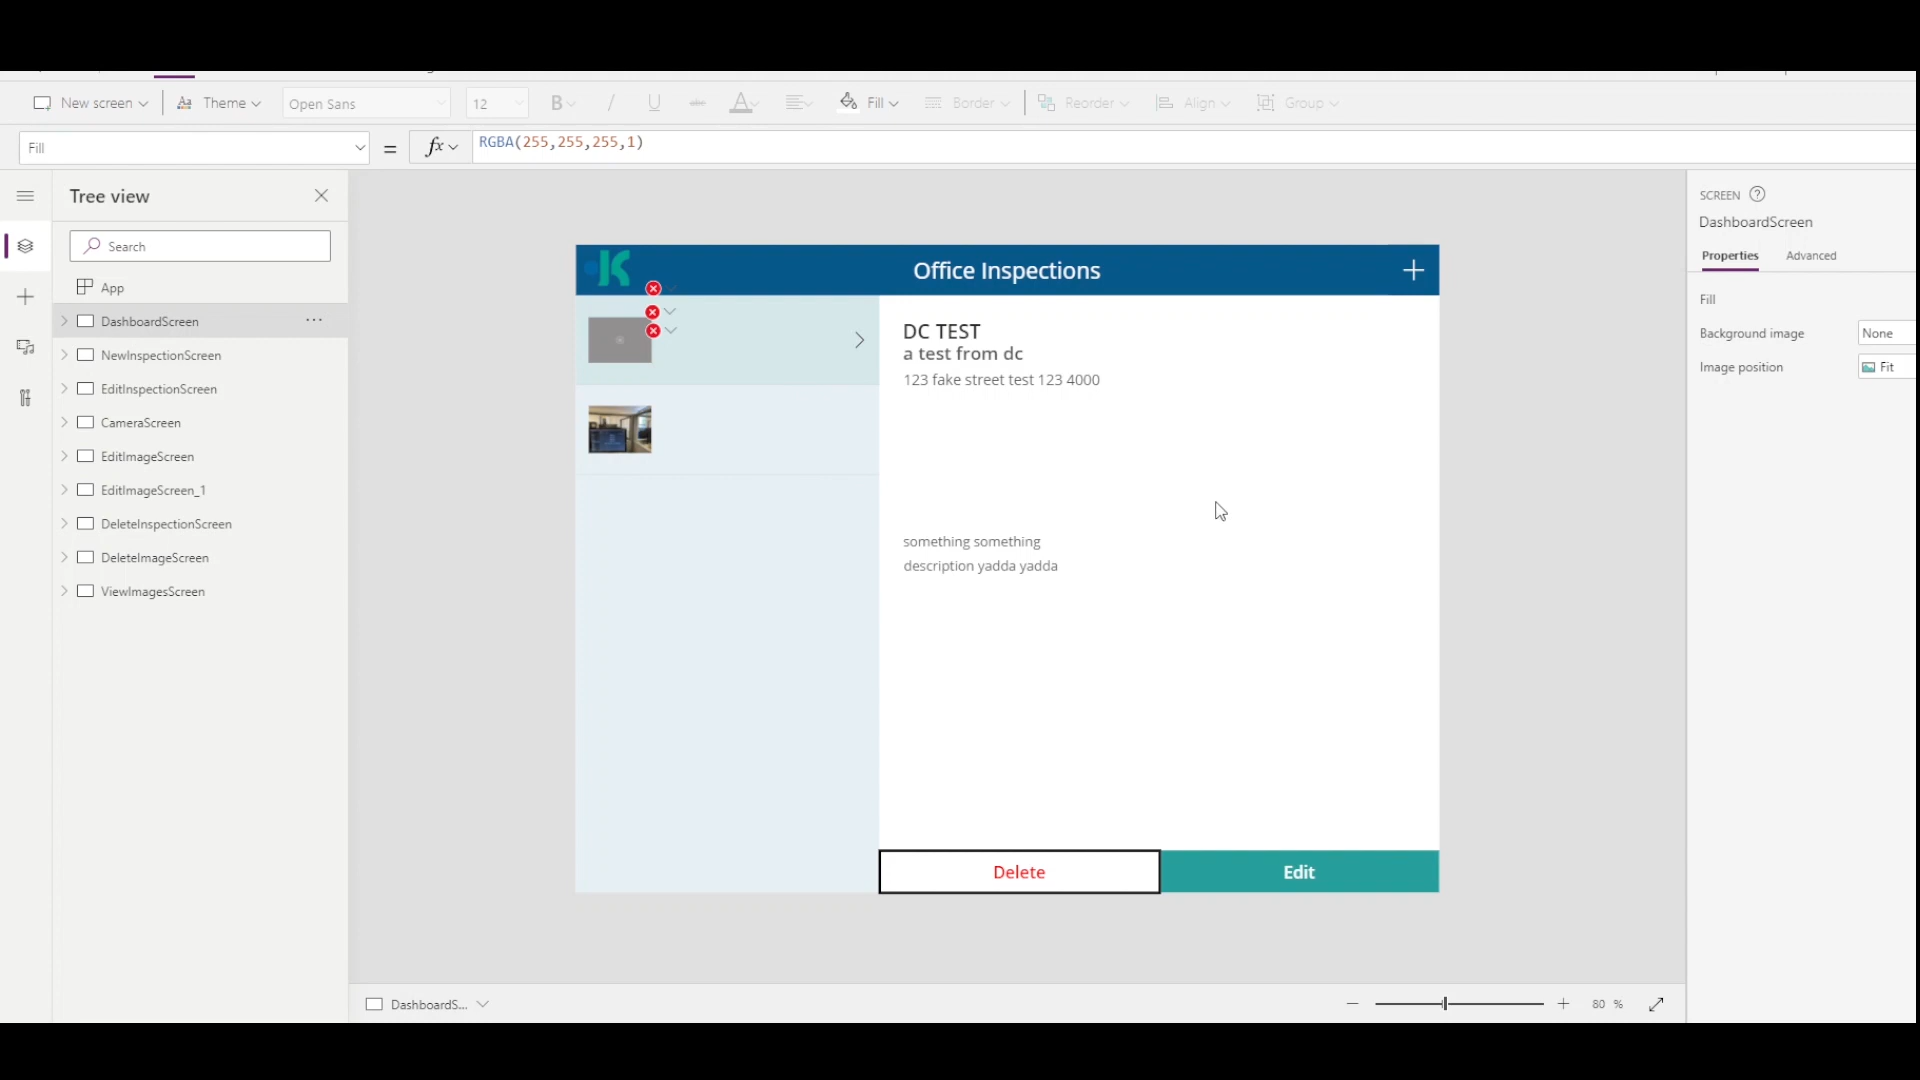 New screen
Theme
Open Sans
12
B
I
U
abc
A
Fill
Border
Reorder
Align
Group
Fill
=
fx
RGBA(255,255,255,1)
Tree view
Search
App
DashboardScreen
NewInspectionScreen
EditInspectionScreen
CameraScreen
EditImageScreen
EditImageScreen_1
DeleteInspectionScreen
DeleteImageScreen
ViewImagesScreen
Office Inspections
DC TEST
a test from dc
123 fake street test 123 4000
something something
description yadda yadda
Delete
Edit
SCREEN
DashboardScreen
Properties
Advanced
Fill
Background image
None
Image position
Fit
DashboardS...
80 %